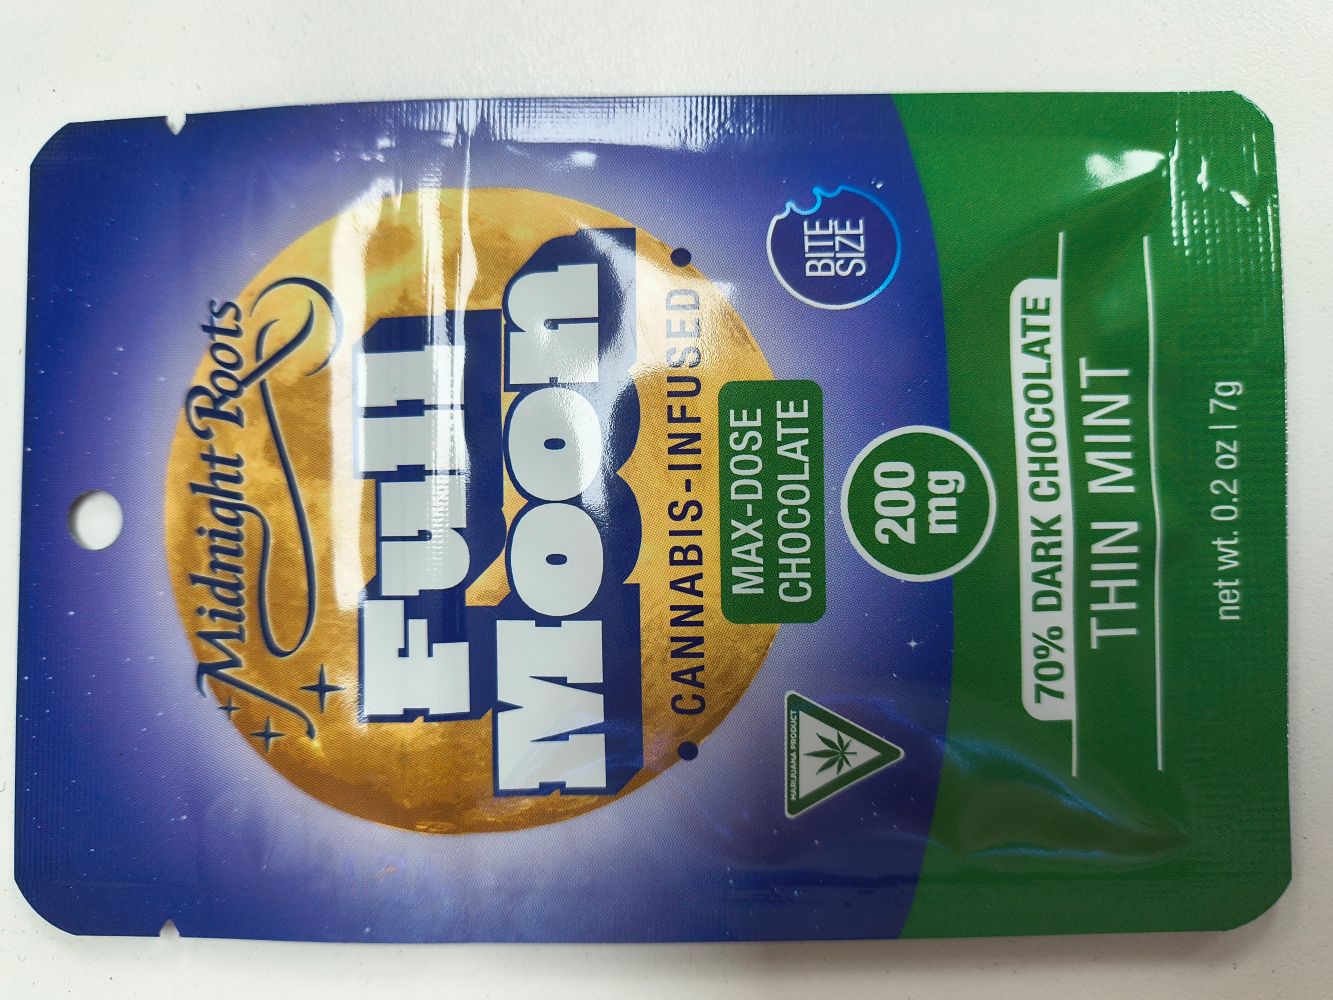 Midnight Roots
Full
Moon
CANNABIS-INFUSED
MAX-DOSE
CHOCOLATE
BITE
SIZE
MARIJUANA PRODUCT
200
mg
70% DARK CHOCOLATE
THIN MINT
net wt. 0.2 oz | 7g